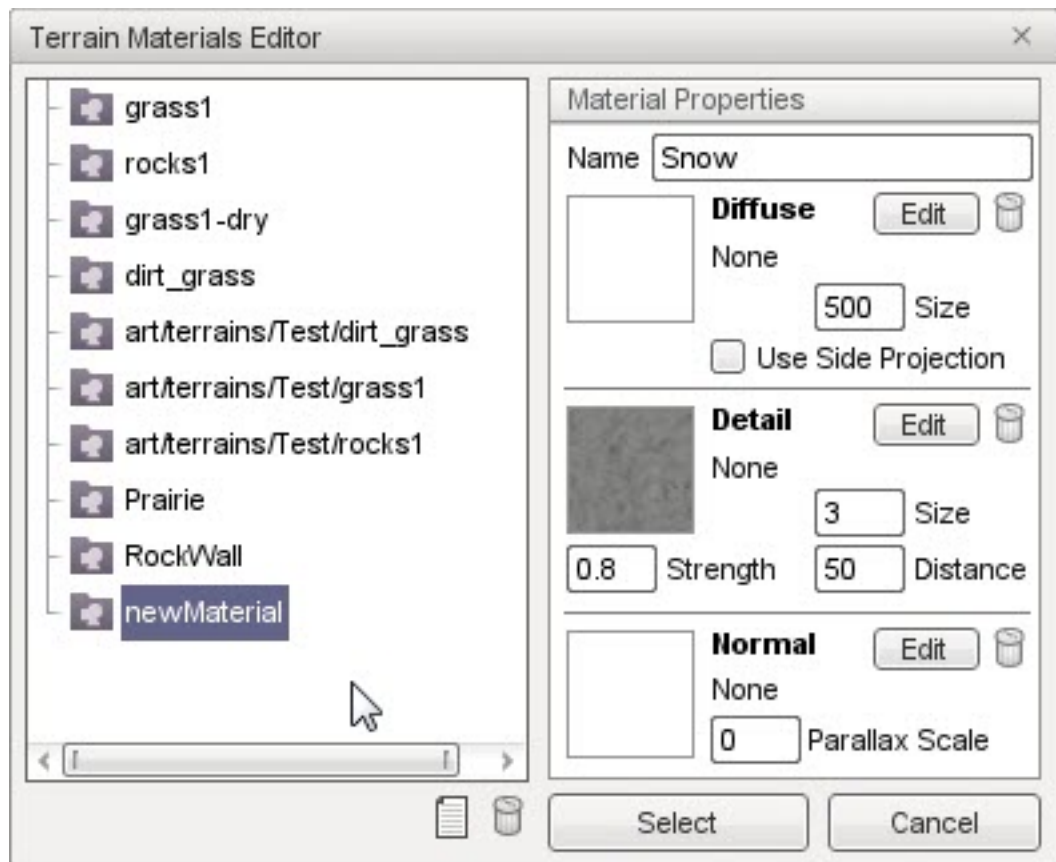 Terrain Materials Editor
grass1
rocks1
grass1-dry
dirt_grass
art/terrains/Test/dirt_grass
art/terrains/Test/grass1
art/terrains/Test/rocks1
Prairie
RockWall
newMaterial
Material Properties
Name Snow
Diffuse Edit
None
500 Size
Use Side Projection
Detail Edit
None
3 Size
0.8 Strength 50 Distance
Normal Edit
None
0 Parallax Scale
Select Cancel